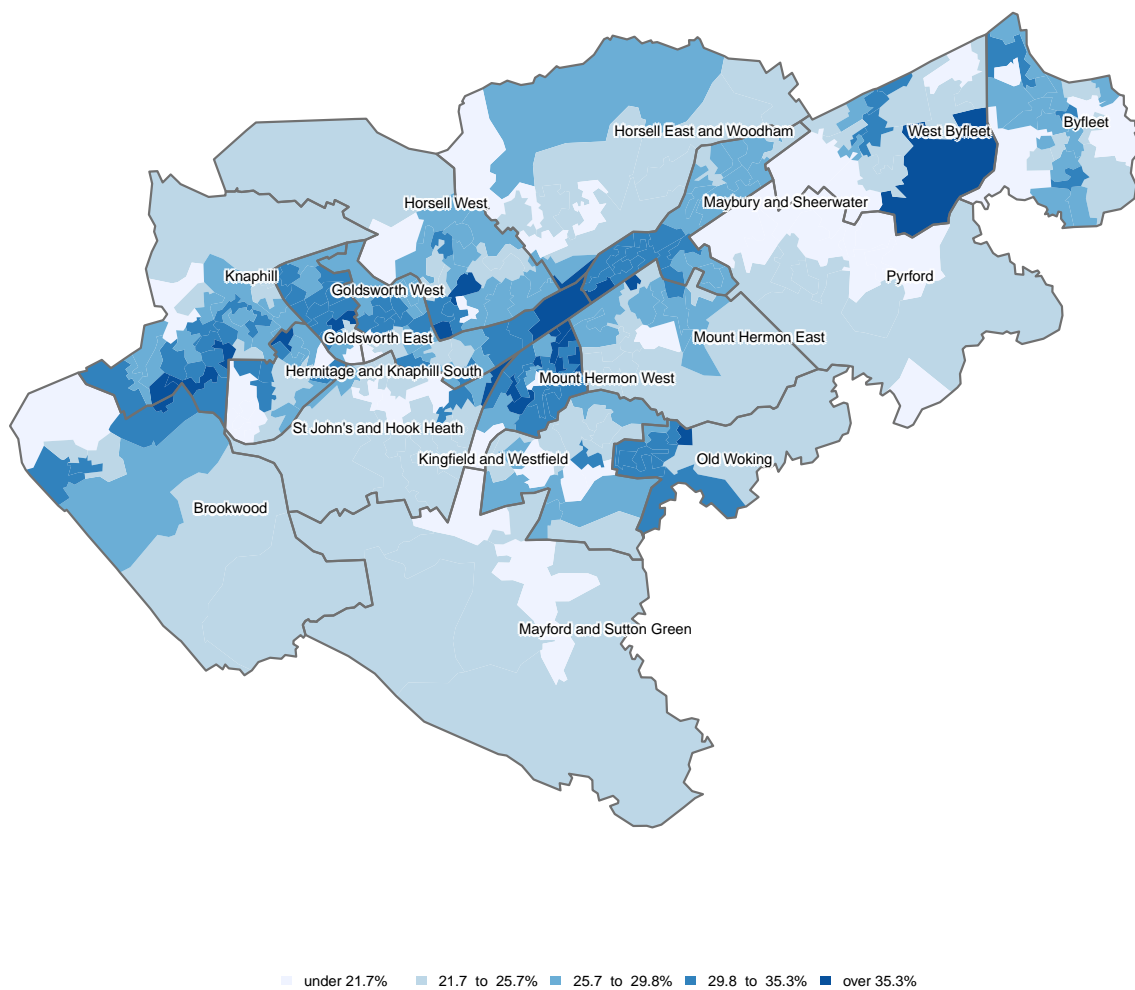 Horsell East and Woodham
West Byfleet
Byfleet
Horsell West
Maybury and Sheerwater
Knaphill
Pyrford
Goldsworth West
Goldsworth East
Mount Hermon East
Hermitage and Knaphill South
Mount Hermon West
St John's and Hook Heath
Kingfield and Westfield
Old Woking
Brookwood
Mayford and Sutton Green
under 21.7%
21.7 to 25.7%
25.7 to 29.8%
29.8 to 35.3%
over 35.3%